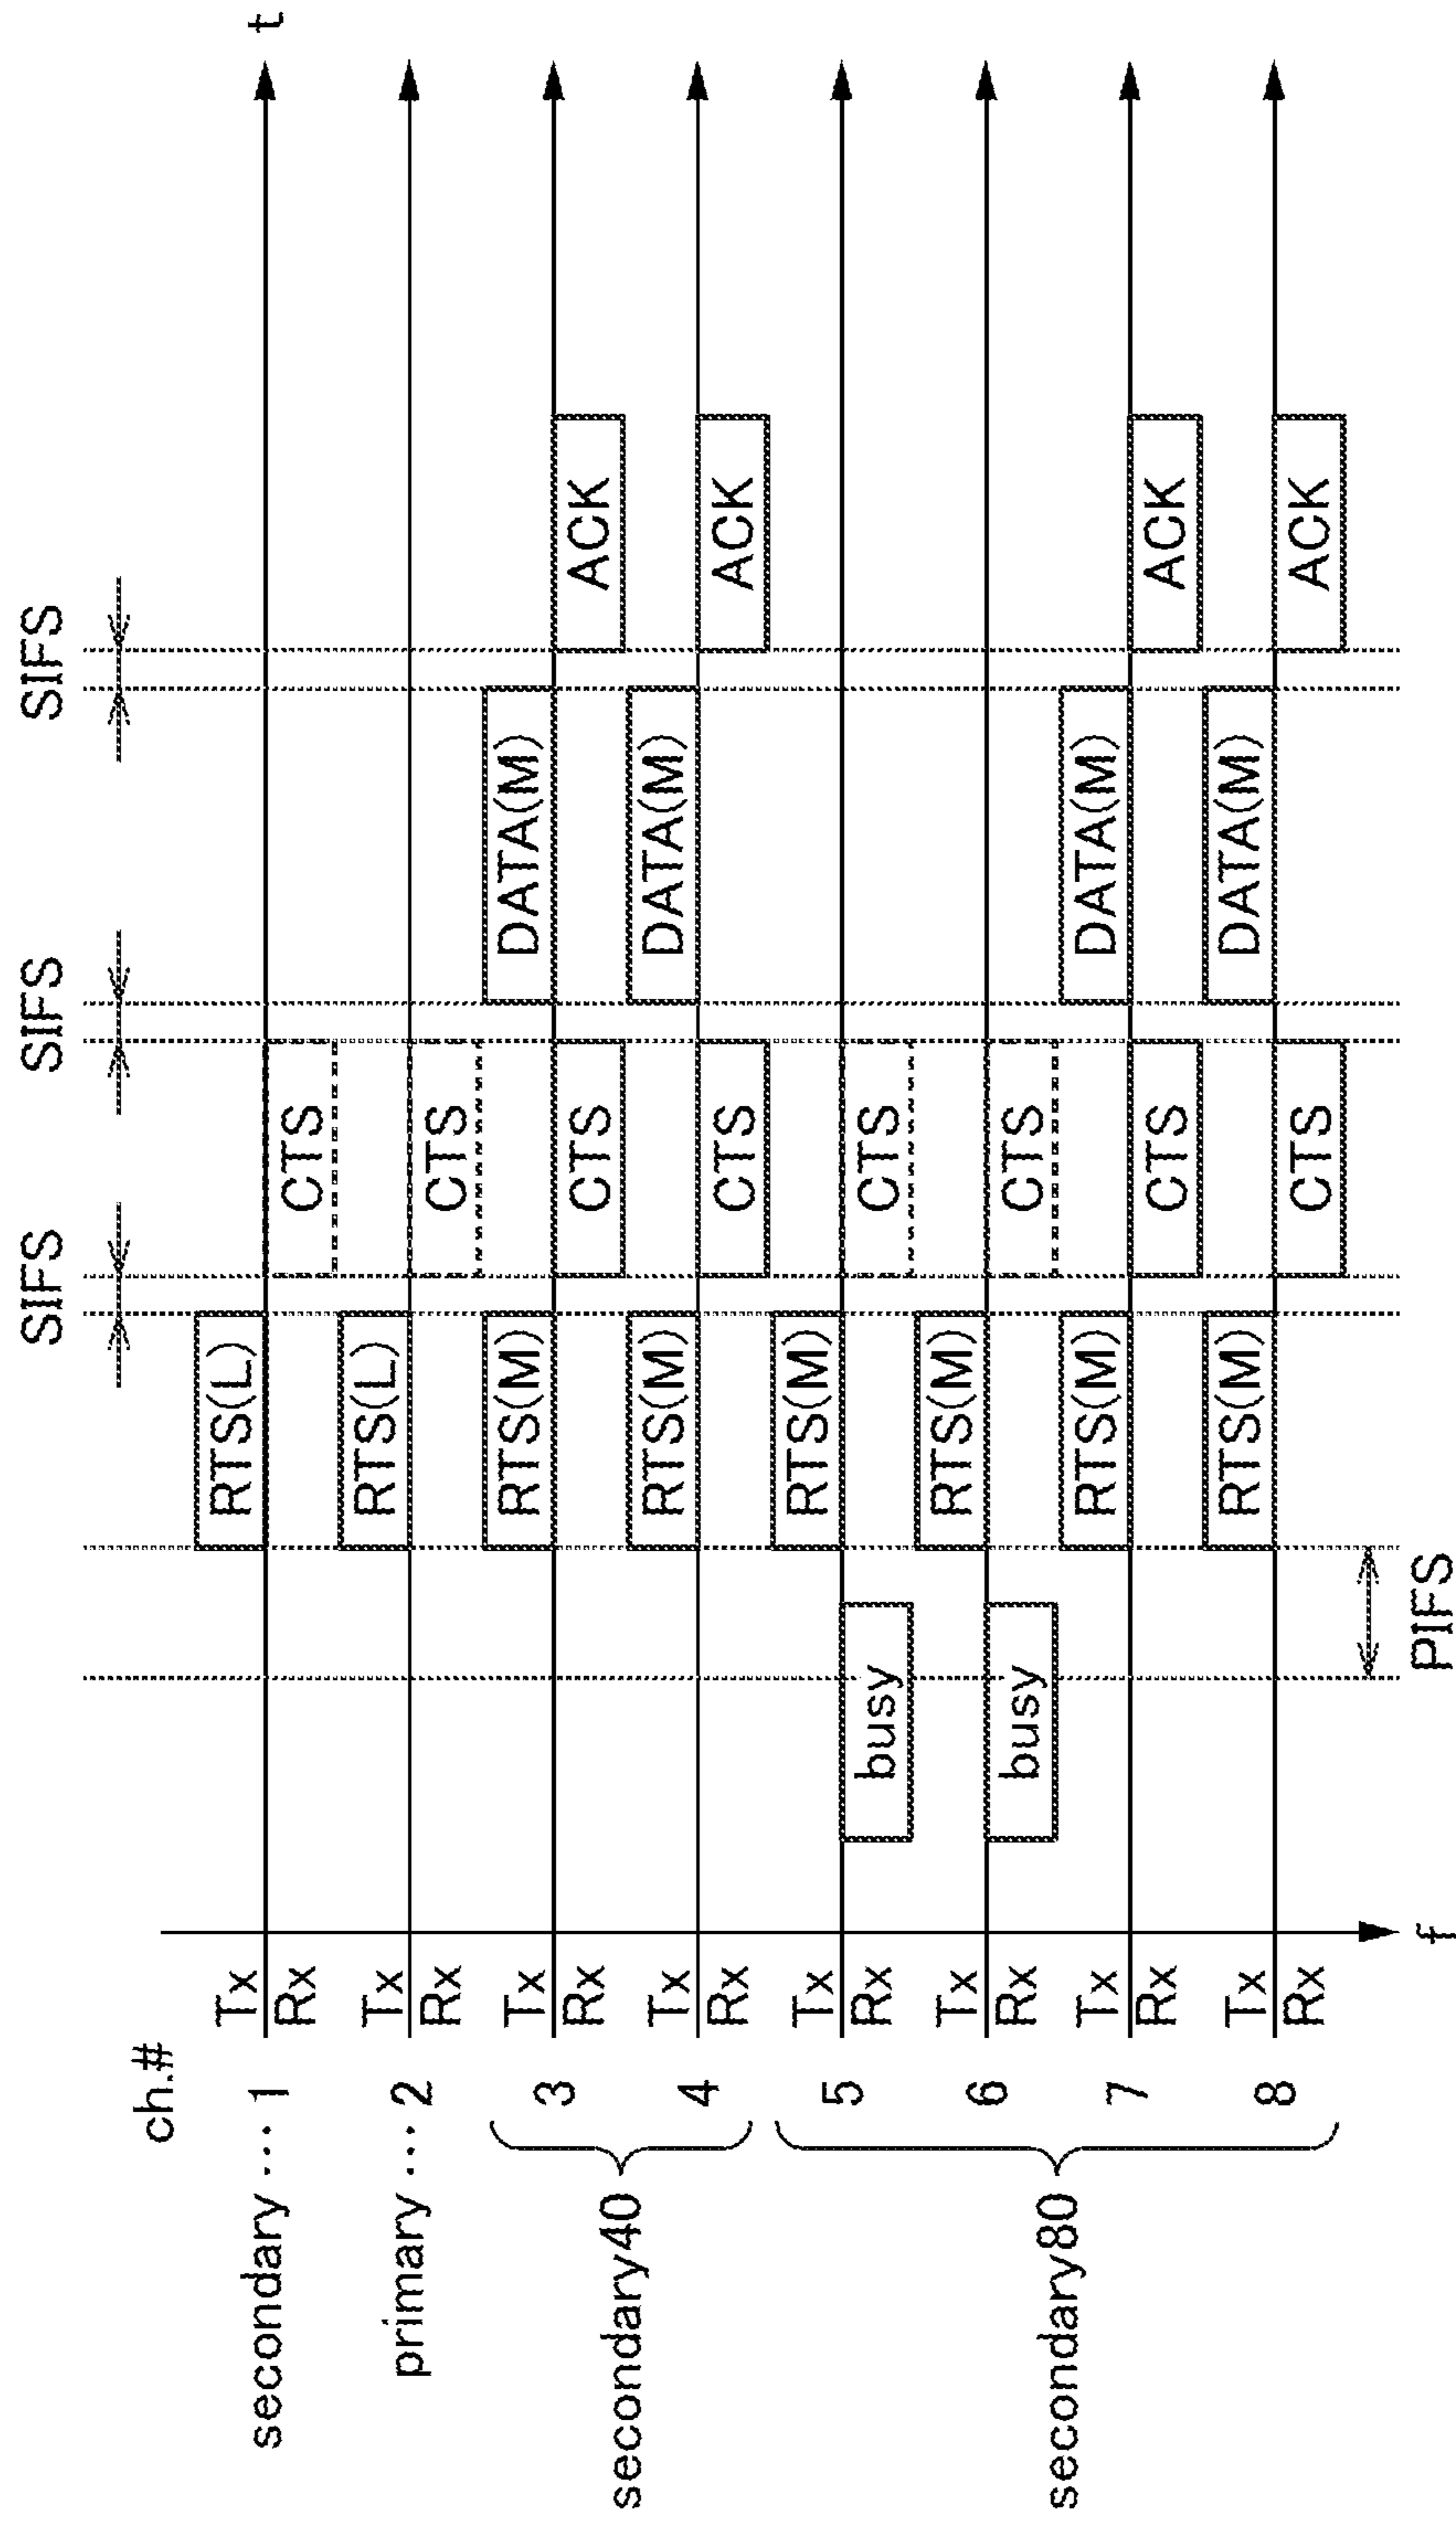 SIFS SIFS SIFS
t
ch.#
secondary ··· 1 Tx Rx RTS(L) CTS
primary ··· 2 Tx Rx RTS(L) CTS
secondary40
3 Tx Rx RTS(M) CTS DATA(M) ACK
4 Tx Rx RTS(M) CTS DATA(M) ACK
secondary80
5 Tx Rx busy RTS(M) CTS
6 Tx Rx busy RTS(M) CTS
7 Tx Rx RTS(M) CTS DATA(M) ACK
8 Tx Rx RTS(M) CTS DATA(M) ACK
f
PIFS